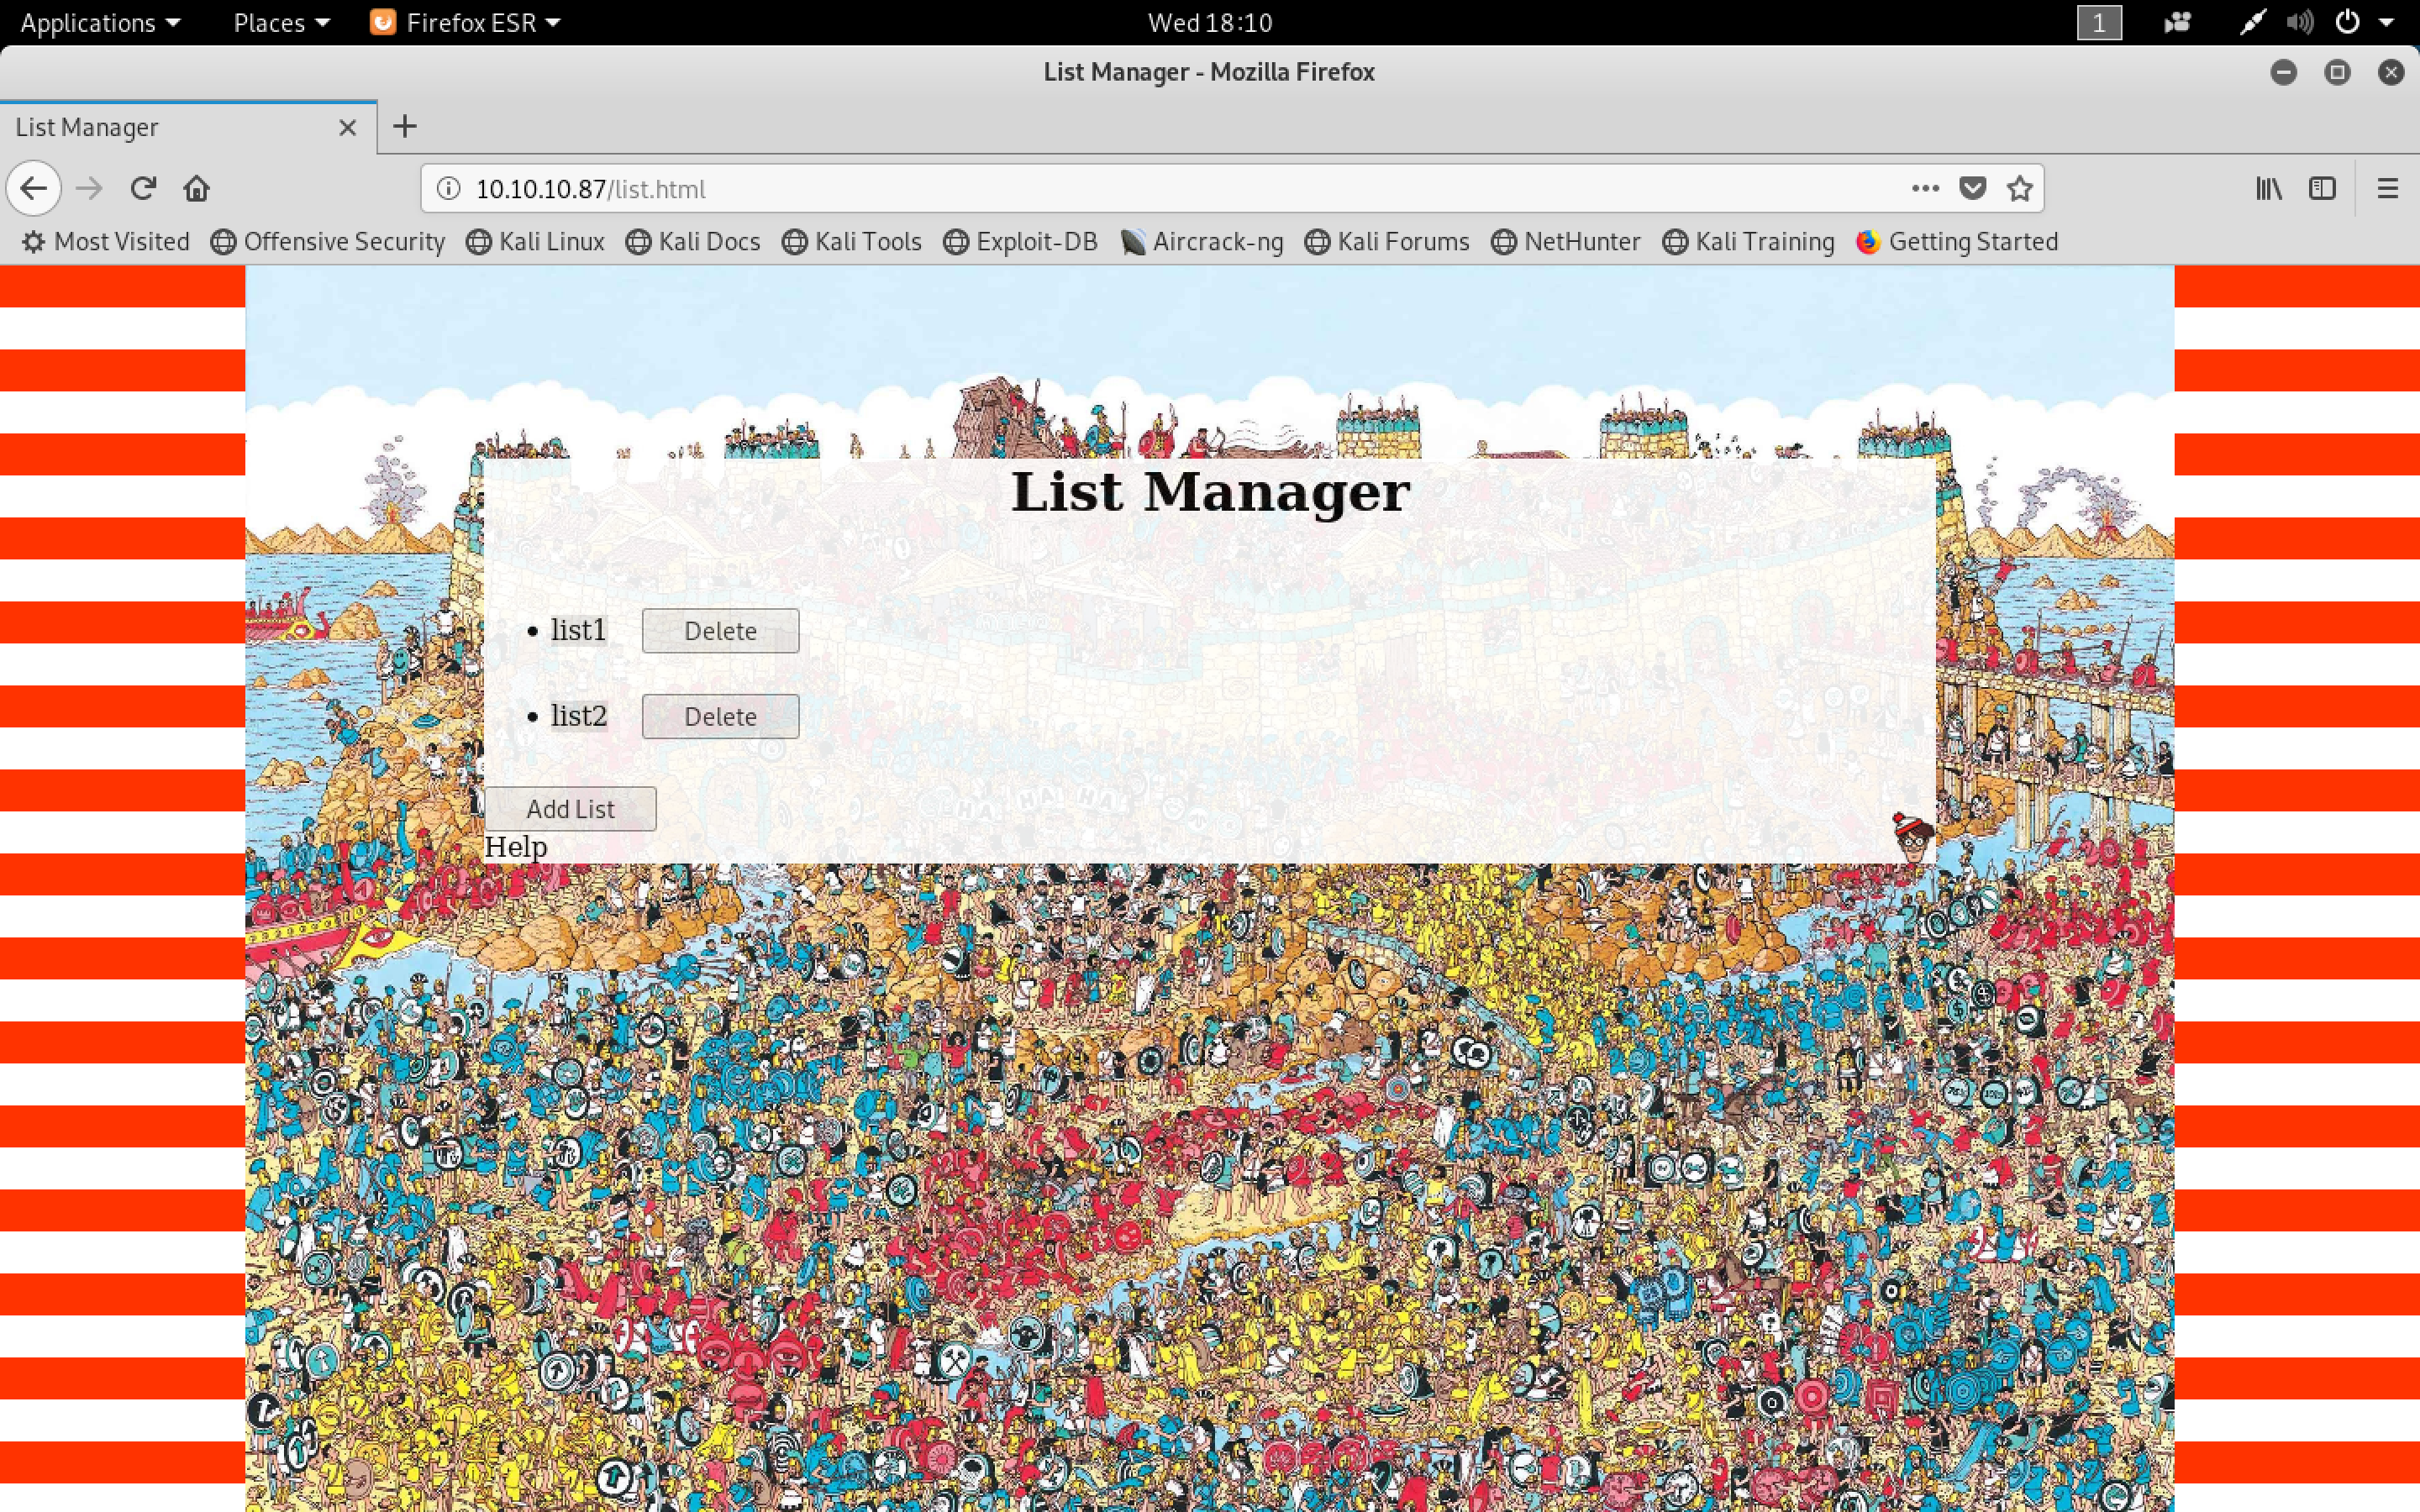 Applications Places Firefox ESR Wed 18:10 1
List Manager - Mozilla Firefox
List Manager
10.10.10.87/list.html
Most Visited Offensive Security Kali Linux Kali Docs Kali Tools Exploit-DB Aircrack-ng Kali Forums NetHunter Kali Training Getting Started
List Manager
list1 Delete
list2 Delete
Add List
Help